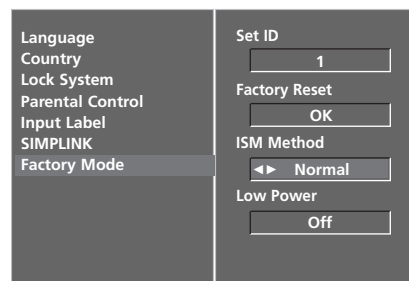 Language
Country
Lock System
Parental Control
Input Label
SIMPLINK
Factory Mode
Set ID
1
Factory Reset
OK
ISM Method
◄► Normal
Low Power
Off